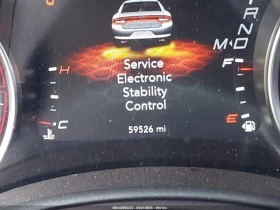 P
R
N
D
M
H
F
Service
Electronic
Stability
Control
C
59526 mi
E